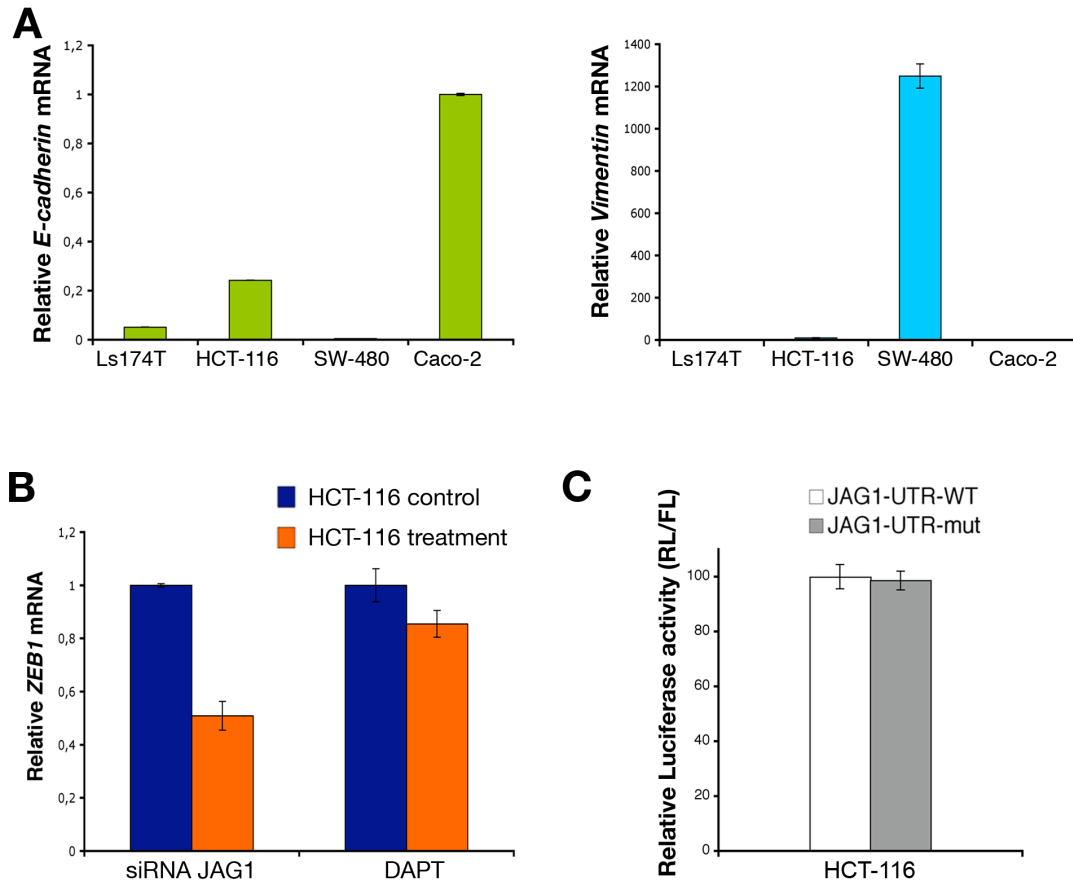 A
Relative E-cadherin mRNA
1,2
1
0,8
0,6
0,4
0,2
0
Ls174T HCT-116 SW-480 Caco-2
Relative Vimentin mRNA
1400
1200
1000
800
600
400
200
0
Ls174T HCT-116 SW-480 Caco-2
B
HCT-116 control
HCT-116 treatment
Relative ZEB1 mRNA
1,2
1
0,8
0,6
0,4
0,2
0
siRNA JAG1 DAPT
C
JAG1-UTR-WT
JAG1-UTR-mut
Relative Luciferase activity (RL/FL)
100
80
60
40
20
0
HCT-116